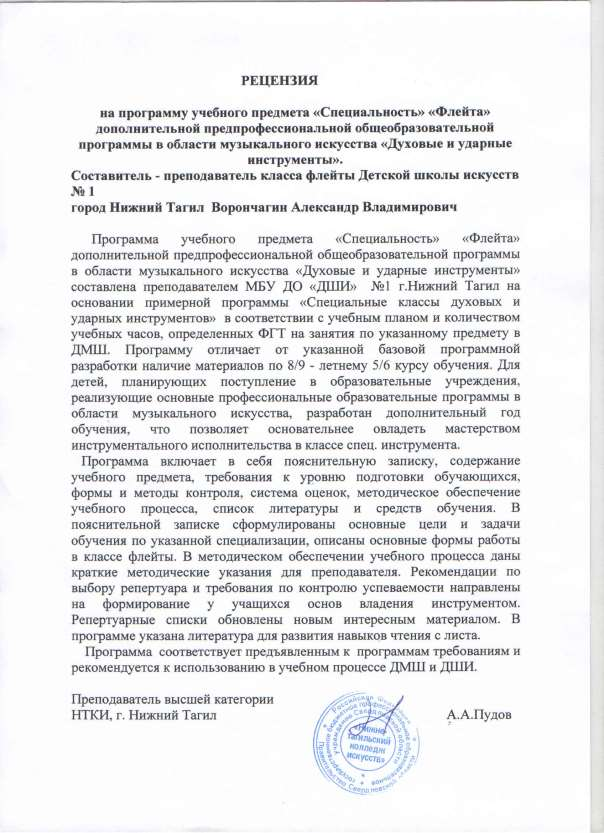 РЕЦЕНЗИЯ
на программу учебного предмета «Специальность» «Флейта»
дополнительной предпрофессиональной общеобразовательной
программы в области музыкального искусства «Духовые и ударные
инструменты».
Составитель - преподаватель класса флейты Детской школы искусств
№ 1
город Нижний Тагил Ворончагин Александр Владимирович
Программа учебного предмета «Специальность» «Флейта»
дополнительной предпрофессиональной общеобразовательной программы
в области музыкального искусства «Духовые и ударные инструменты»
составлена преподавателем МБУ ДО «ДШИ» №1 г.Нижний Тагил на
основании примерной программы «Специальные классы духовых и
ударных инструментов» в соответствии с учебным планом и количеством
учебных часов, определенных ФГТ на занятия по указанному предмету в
ДМШ. Программу отличает от указанной базовой программной
разработки наличие материалов по 8/9 - летнему 5/6 курсу обучения. Для
детей, планирующих поступление в образовательные учреждения,
реализующие основные профессиональные образовательные программы в
области музыкального искусства, разработан дополнительный год
обучения, что позволяет основательнее овладеть мастерством
инструментального исполнительства в классе спец. инструмента.
Программа включает в себя пояснительную записку, содержание
учебного предмета, требования к уровню подготовки обучающихся,
формы и методы контроля, система оценок, методическое обеспечение
учебного процесса, список литературы и средств обучения. В
пояснительной записке сформулированы основные цели и задачи
обучения по указанной специализации, описаны основные формы работы
в классе флейты. В методическом обеспечении учебного процесса даны
краткие методические указания для преподавателя. Рекомендации по
выбору репертуара и требования по контролю успеваемости направлены
на формирование у учащихся основ владения инструментом.
Репертуарные списки обновлены новым интересным материалом. В
программе указана литература для развития навыков чтения с листа.
Программа соответствует предъявленным к программам требованиям и
рекомендуется к использованию в учебном процессе ДМШ и ДШИ.
Преподаватель высшей категории
НТКИ, г. Нижний Тагил А.А.Пудов
«Нижне-
тагильский
колледж
искусств»